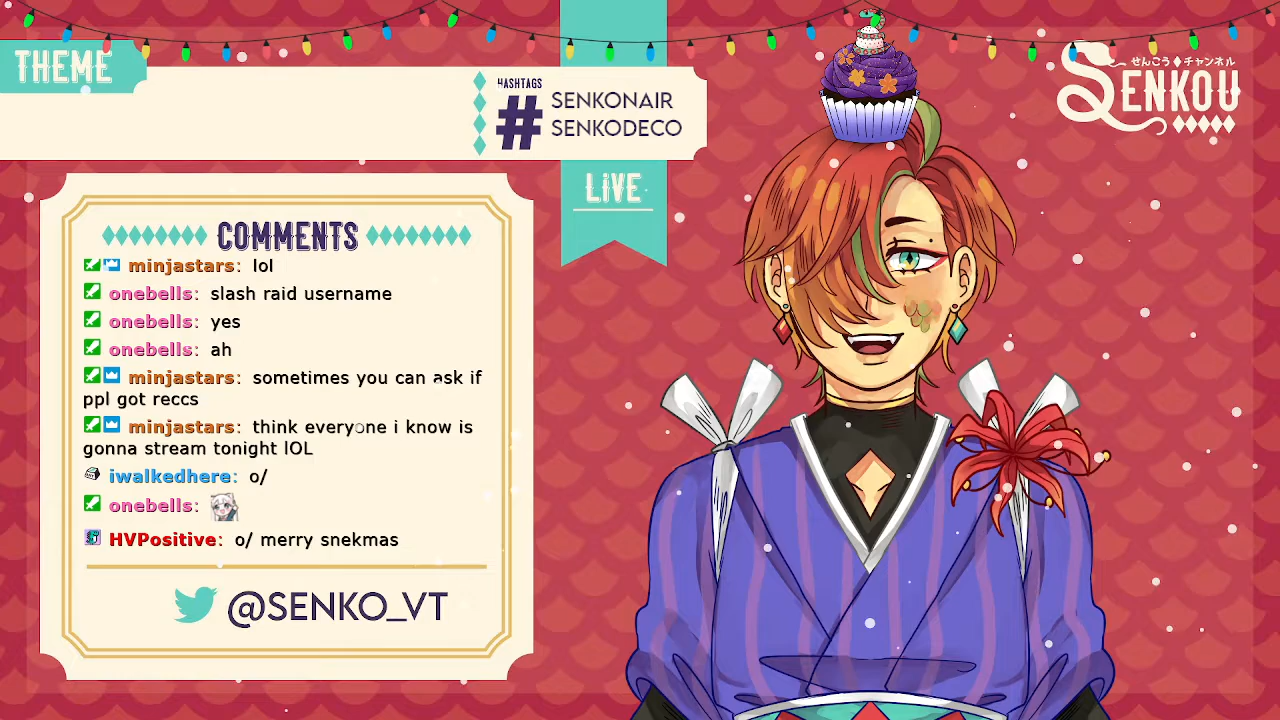 THEME
HASHTAGS
#
SENKONAIR
SENKODECO
せんこう♦チャンネル
SENKOU
LiVE
COMMENTS
minjastars: lol
onebells: slash raid username
onebells: yes
onebells: ah
minjastars: sometimes you can ask if
ppl got reccs
minjastars: think everyone i know is
gonna stream tonight lOL
iwalkedhere: o/
onebells:
HVPositive: o/ merry snekmas
@SENKO_VT